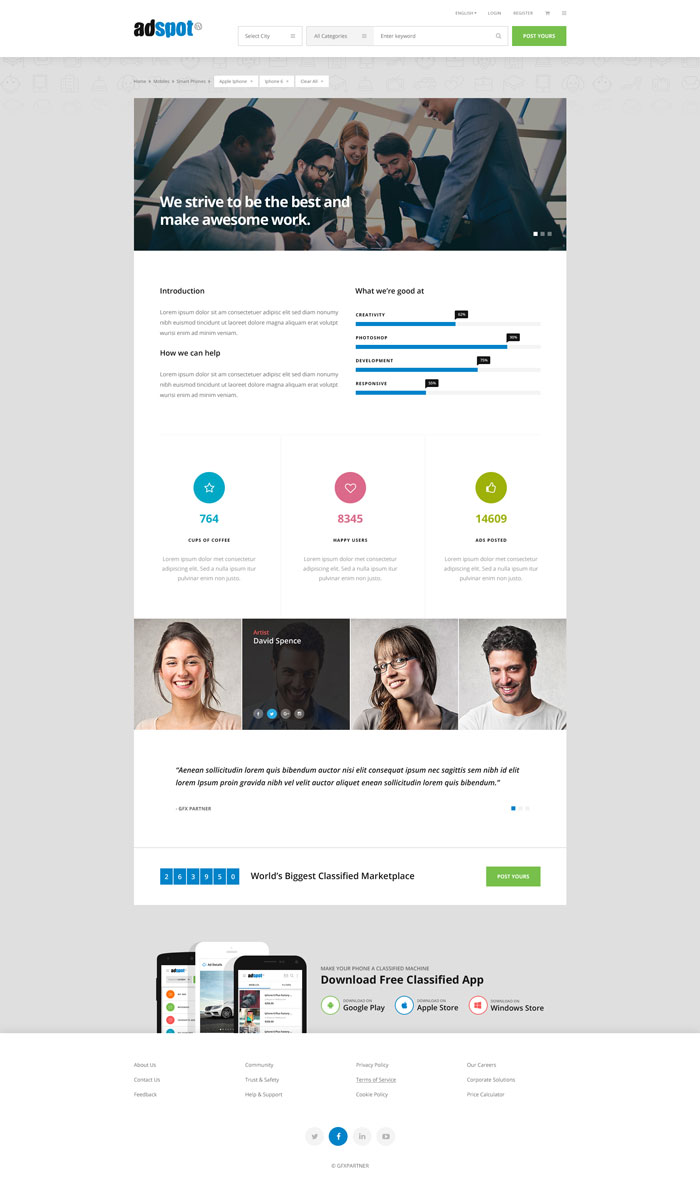 ENGLISH
LOGIN
REGISTER
adspot
Select City
All Categories
Enter keyword
POST YOURS
Home
Mobiles
Smart Phones
Apple Iphone ×
Iphone 6 ×
Clear All ×
We strive to be the best and
make awesome work.
Introduction
Lorem ipsum dolor sit am consectetuer adipisc elit sed diam nonumy
nibh euismod tincidunt ut laoreet dolore magna aliquam erat volutpt
wisi enim ad minim veniam.
How we can help
Lorem ipsum dolor sit am consectetuer adipisc elit sed diam nonumy
nibh euismod tincidunt ut laoreet dolore magna aliquam erat volutpt
wisi enim ad minim veniam.
What we're good at
CREATIVITY
62%
PHOTOSHOP
90%
DEVELOPMENT
75%
RESPONSIVE
55%
764
CUPS OF COFFEE
Lorem ipsum dolor met consectetur
adipiscing elit. Sed a nulla impsum itur
pulvinar enim non justo.
8345
HAPPY USERS
Lorem ipsum dolor met consectetur
adipiscing elit. Sed a nulla impsum itur
pulvinar enim non justo.
14609
ADS POSTED
Lorem ipsum dolor met consectetur
adipiscing elit. Sed a nulla impsum itur
pulvinar enim non justo.
Artist
David Spence
“Aenean sollicitudin lorem quis bibendum auctor nisi elit consequat ipsum nec sagittis sem nibh id elit
lorem Ipsum proin gravida nibh vel velit auctor aliquet enean sollicitudin lorem quis bibendum.”
- GFX PARTNER
263950
World's Biggest Classified Marketplace
POST YOURS
adspot
Ad Details
adspot
MAKE YOUR PHONE A CLASSIFIED MACHINE
Download Free Classified App
DOWNLOAD ON
Google Play
DOWNLOAD ON
Apple Store
DOWNLOAD ON
Windows Store
About Us
Community
Privacy Policy
Our Careers
Contact Us
Trust & Safety
Terms of Service
Corporate Solutions
Feedback
Help & Support
Cookie Policy
Price Calculator
© GFXPARTNER